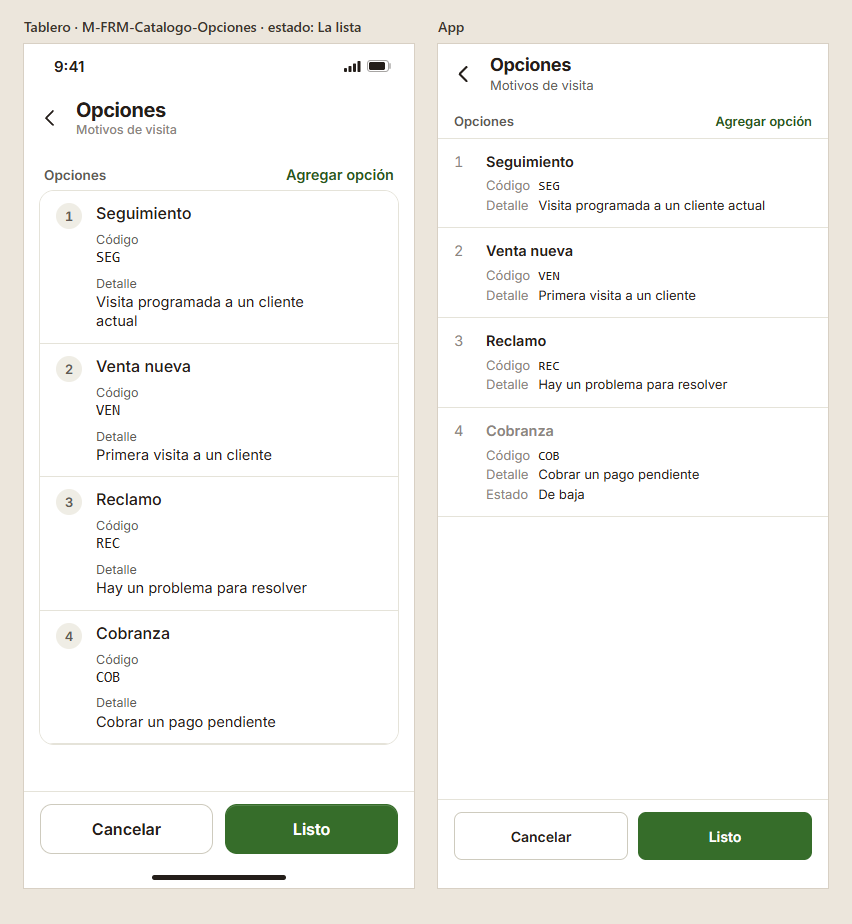 Tablero · M-FRM-Catalogo-Opciones · estado: La lista
9:41
Opciones
Motivos de visita
Opciones
Agregar opción
1
Seguimiento
Código
SEG
Detalle
Visita programada a un cliente
actual
2
Venta nueva
Código
VEN
Detalle
Primera visita a un cliente
3
Reclamo
Código
REC
Detalle
Hay un problema para resolver
4
Cobranza
Código
COB
Detalle
Cobrar un pago pendiente
Cancelar
Listo
App
Opciones
Motivos de visita
Opciones
Agregar opción
1 Seguimiento
Código SEG
Detalle Visita programada a un cliente actual
2 Venta nueva
Código VEN
Detalle Primera visita a un cliente
3 Reclamo
Código REC
Detalle Hay un problema para resolver
4 Cobranza
Código COB
Detalle Cobrar un pago pendiente
Estado De baja
Cancelar
Listo